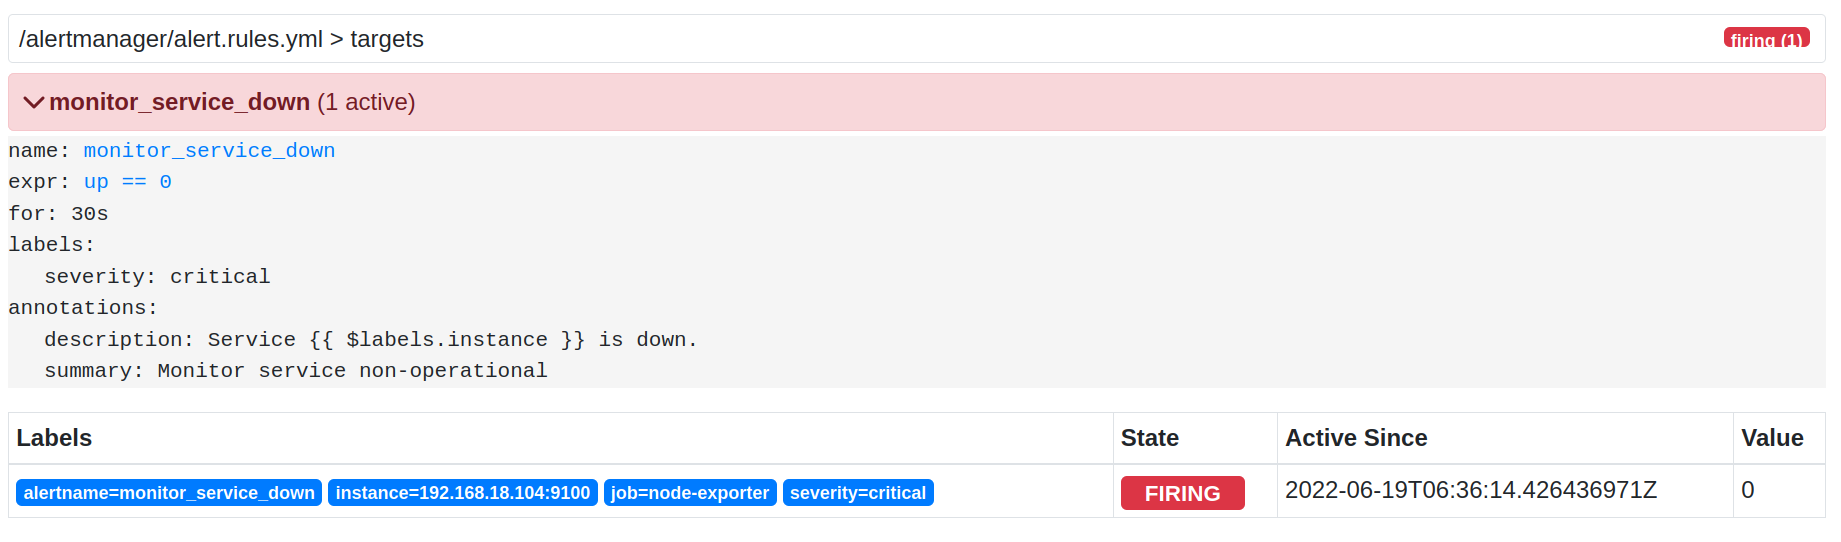 /alertmanager/alert.rules.yml > targets
firing (1)
monitor_service_down (1 active)
name: monitor_service_down
expr: up == 0
for: 30s
labels:
severity: critical
annotations:
description: Service {{ $labels.instance }} is down.
summary: Monitor service non-operational
Labels State Active Since Value
alertname=monitor_service_down instance=192.168.18.104:9100 job=node-exporter severity=critical FIRING 2022-06-19T06:36:14.426436971Z 0